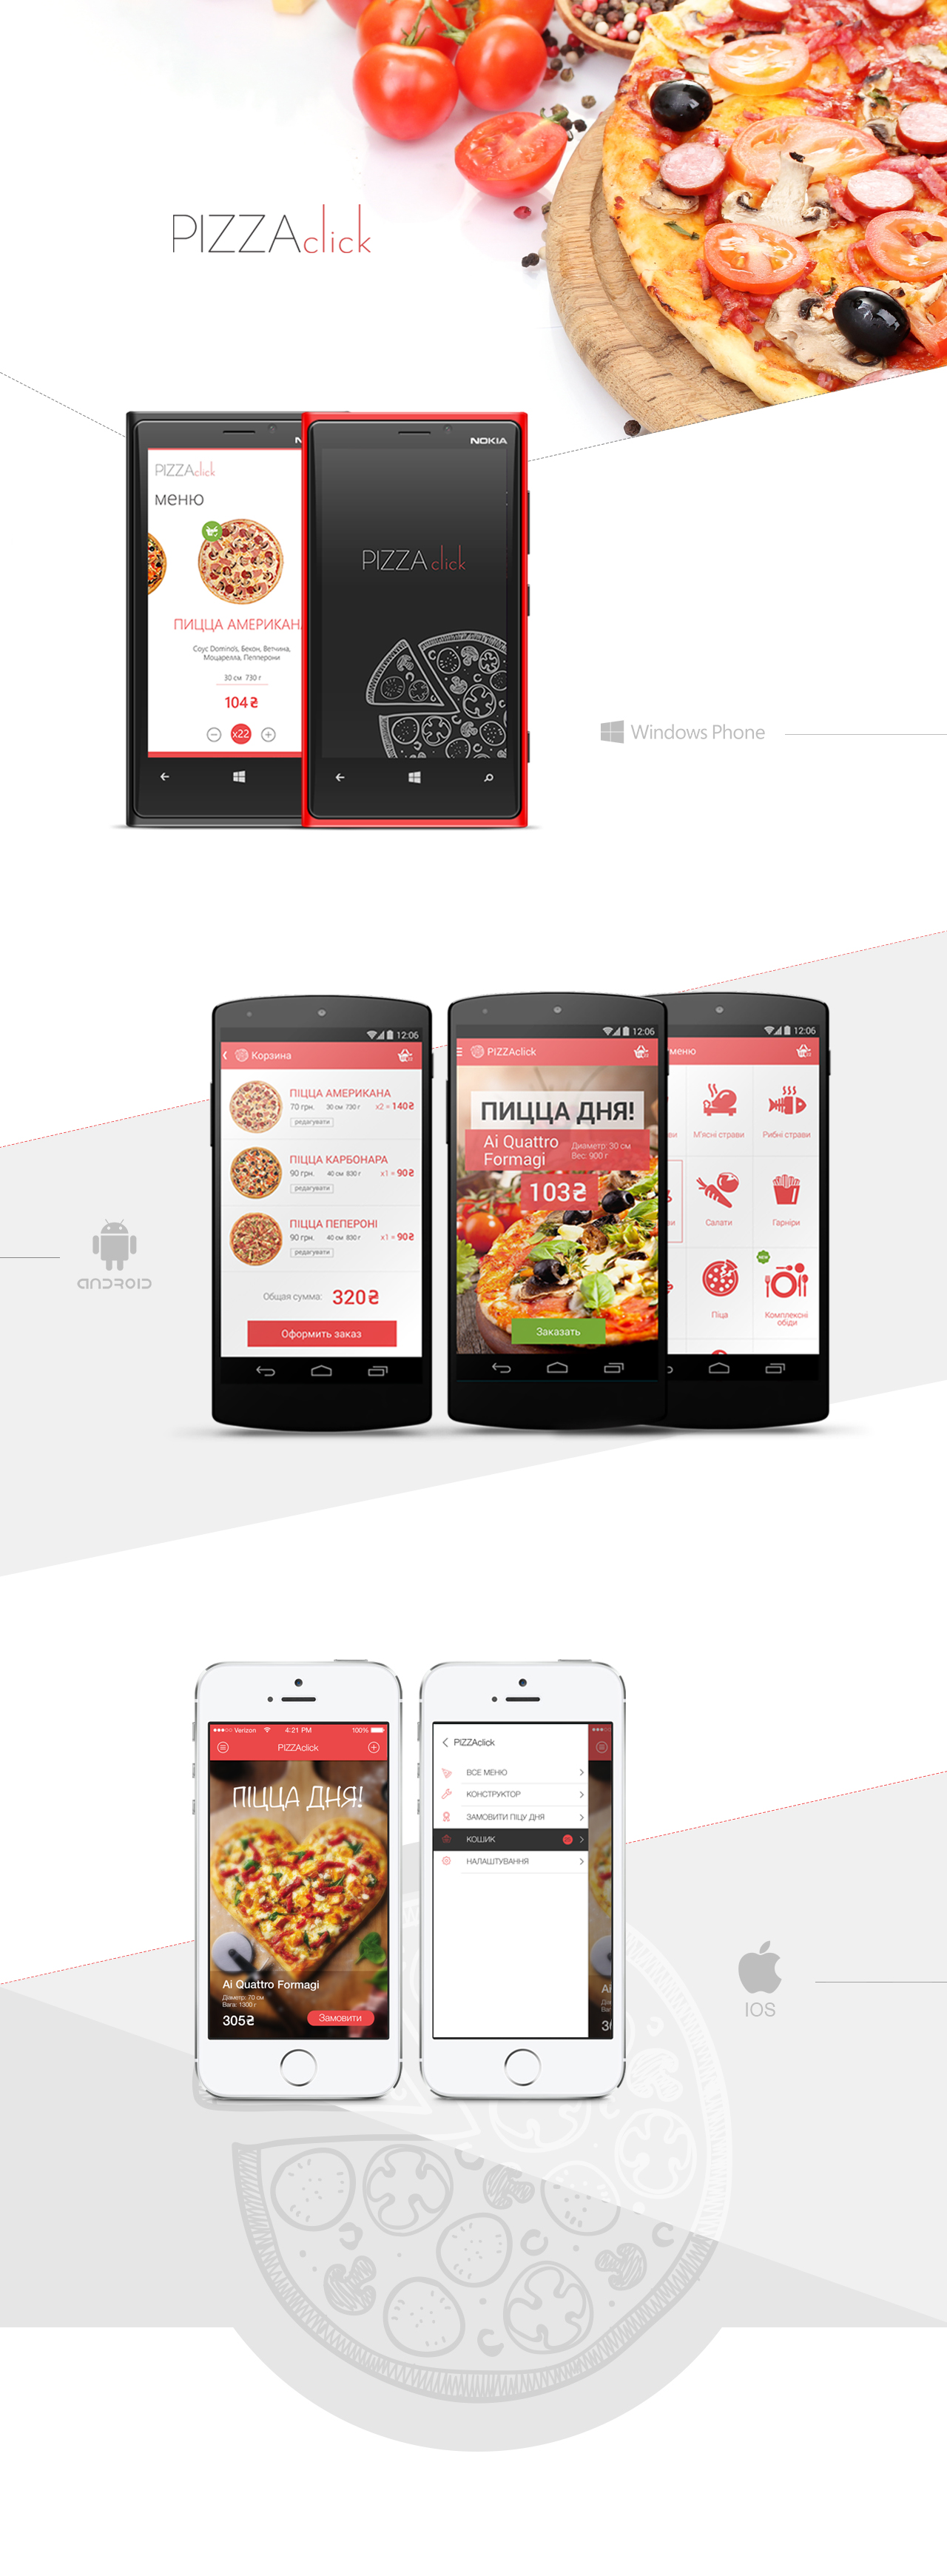 PIZZAclick
NOKIA
PIZZAclick
меню
ПИЦЦА АМЕРИКАН
Соус Domino's, Бекон, Ветчина,
Моцарелла, Пепперони
30 см 730 г
104₴
x22
PIZZAclick
Windows Phone
12:06
Корзина
ПІЦЦА АМЕРИКАНА
70 грн. 30 см 730 г x2 = 140₴
редагувати
ПІЦЦА КАРБОНАРА
90 грн. 40 см 830 г x1 = 90₴
редагувати
ПІЦЦА ПЕПЕРОНІ
90 грн. 40 см 830 г x1 = 90₴
редагувати
Общая сумма: 320₴
Оформить заказ
12:06
PIZZAclick
ПИЦЦА ДНЯ!
Ai Quattro
Formagi
Диаметр: 30 см
Вес: 900 г
103₴
Заказать
12:06
меню
ви М'ясні страви Рибні страви
Салати Гарніри
NEW
Піца Комплексні
обіди
ANDROID
Verizon 4:21 PM 100%
PIZZAclick
ПІЦЦА ДНЯ!
Ai Quattro Formagi
Діаметр: 70 см
Вага: 1300 г
305₴
Замовити
PIZZAclick
ВСЕ МЕНЮ
КОНСТРУКТОР
ЗАМОВИТИ ПІЦУ ДНЯ
КОШИК
НАЛАШТУВАННЯ
Ai
IOS